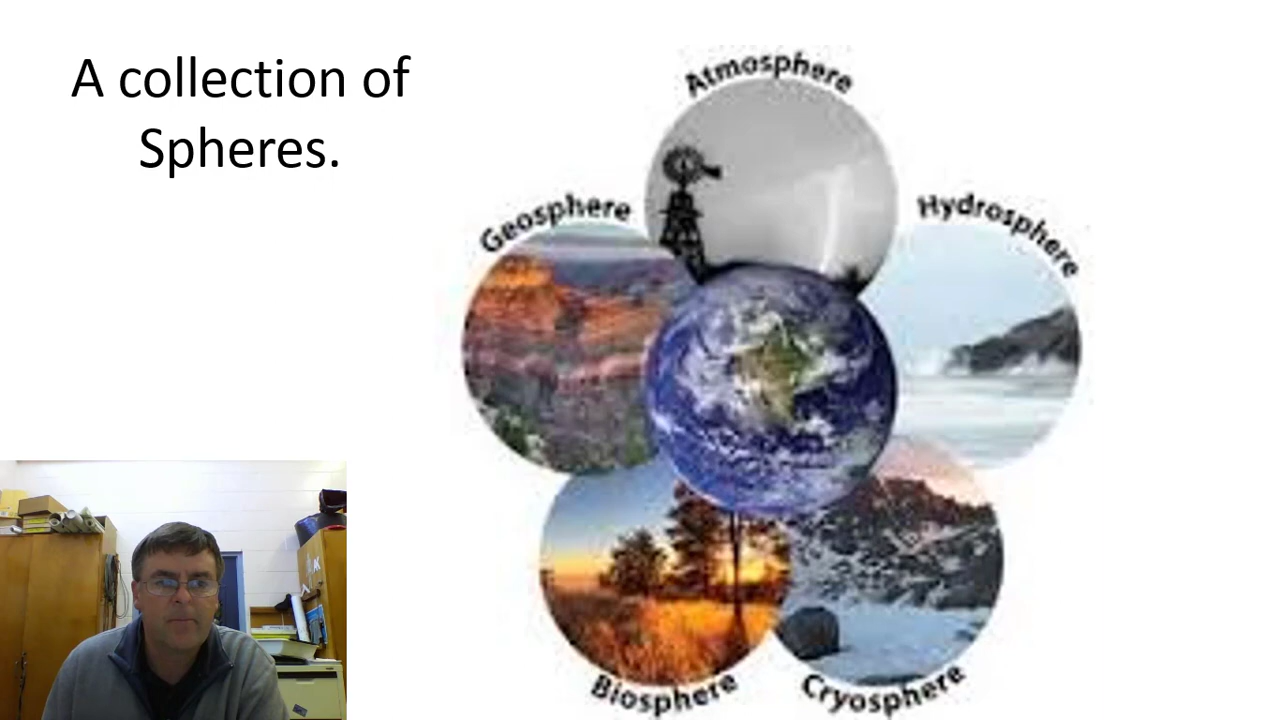 A collection of
Spheres.
Atmosphere
Geosphere
Hydrosphere
Biosphere
Cryosphere